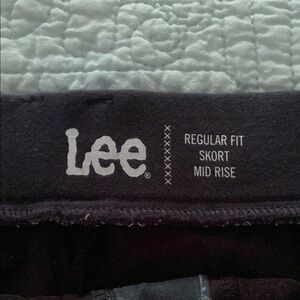 Lee®
REGULAR FIT
SKORT
MID RISE